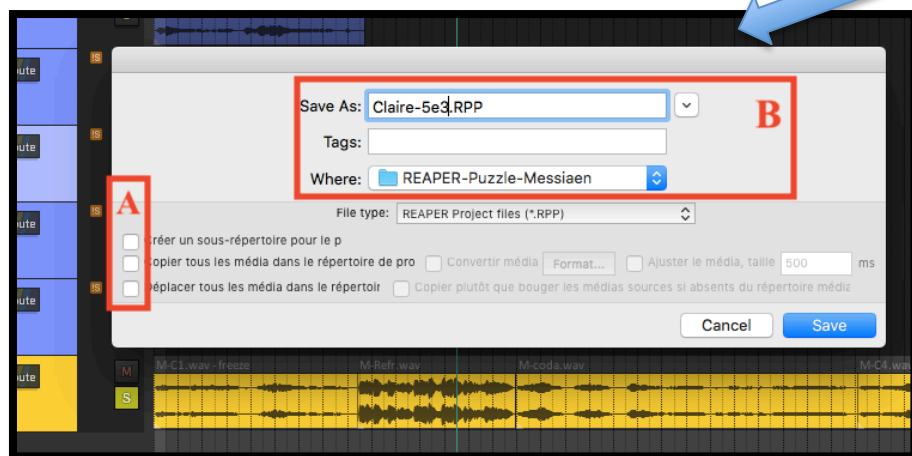 Save As: Claire-5e3.RPP
B
Tags:
Where: REAPER-Puzzle-Messiaen
A
File type: REAPER Project files (*.RPP)
Créer un sous-répertoire pour le p
Copier tous les média dans le répertoire de pro Convertir média Format... Ajuster le média, taille 500 ms
Déplacer tous les média dans le répertoir Copier plutôt que bouger les médias sources si absents du répertoire média
Cancel Save
M M-C1.wav - freeze M-Refr.wav M-coda.wav M-C4.wav
S